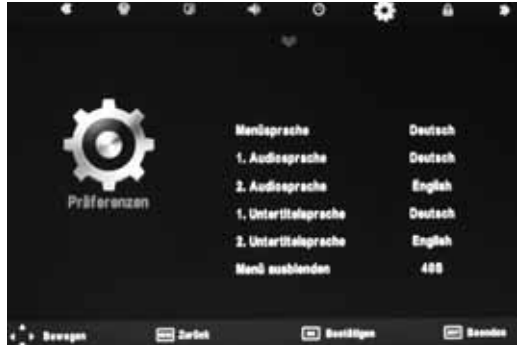 Menüsprache Deutsch
1. Audiosprache Deutsch
2. Audiosprache English
Präferenzen
1. Untertitelsprache Deutsch
2. Untertitelsprache English
Menü ausblenden 40S
Bewegen Zurück Bestätigen Beenden